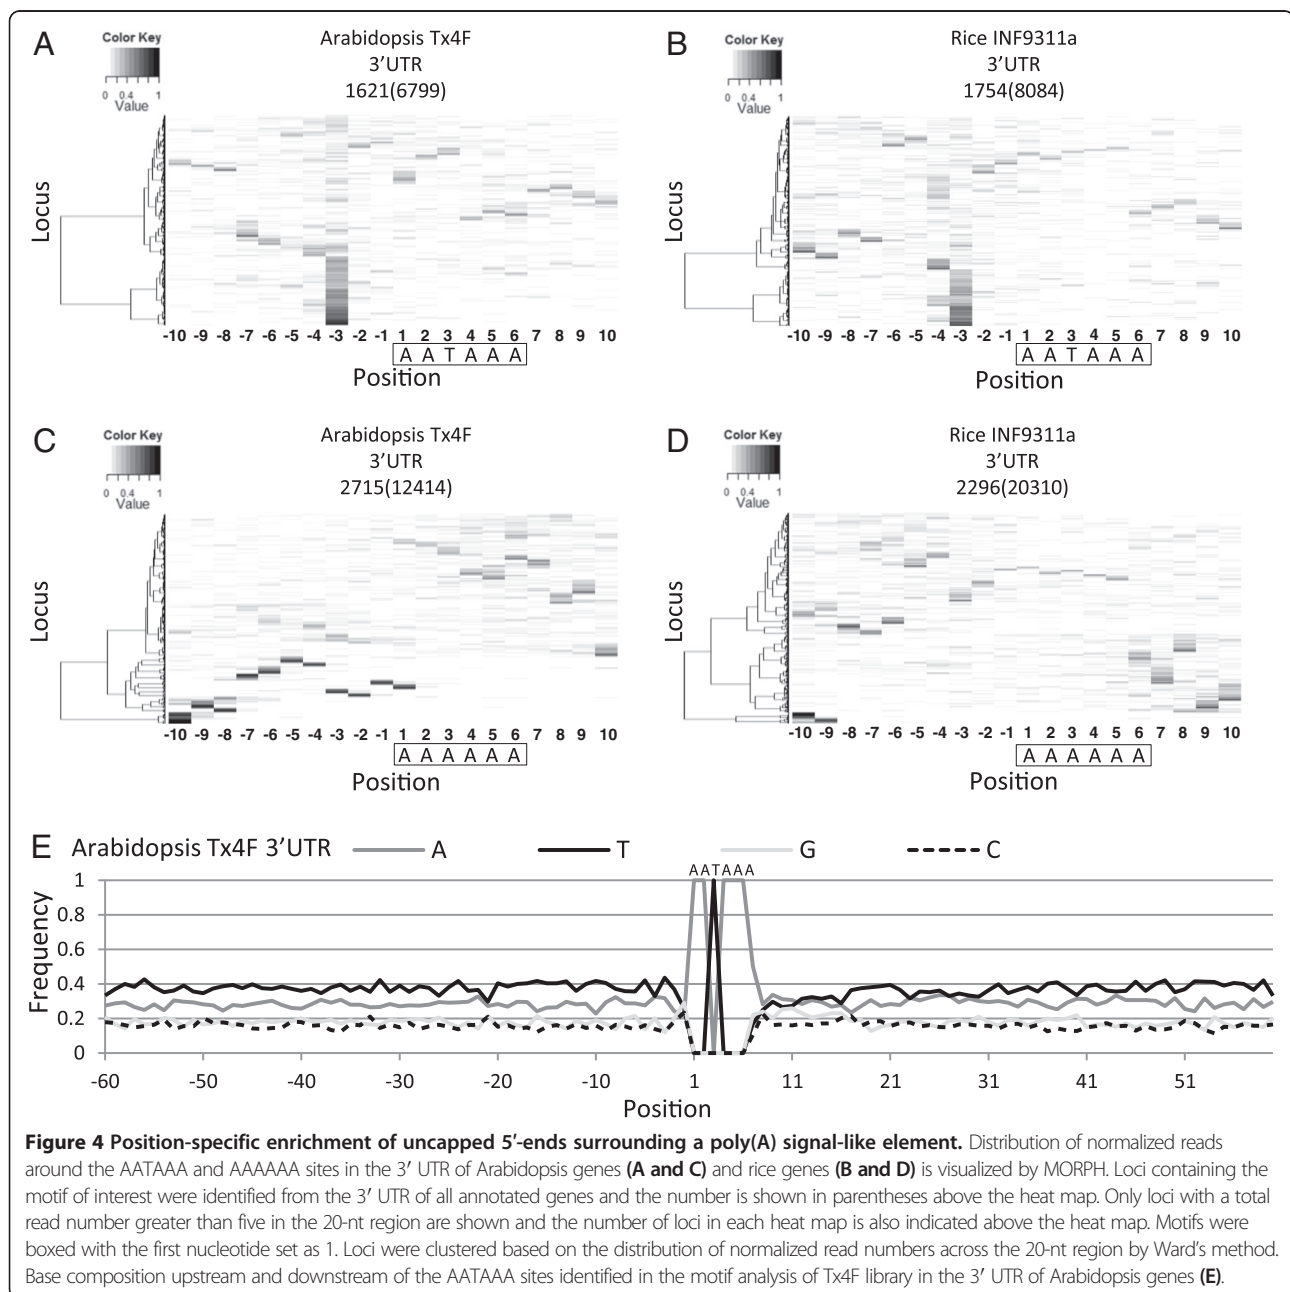 A
Color Key
0 0.4 1
Value
Arabidopsis Tx4F
3’UTR
1621(6799)
Locus
-10 -9 -8 -7 -6 -5 -4 -3 -2 -1 1 2 3 4 5 6 7 8 9 10
A A T A A A
Position
B
Color Key
0 0.4 1
Value
Rice INF9311a
3’UTR
1754(8084)
Locus
-10 -9 -8 -7 -6 -5 -4 -3 -2 -1 1 2 3 4 5 6 7 8 9 10
A A T A A A
Position
C
Color Key
0 0.4 1
Value
Arabidopsis Tx4F
3’UTR
2715(12414)
Locus
-10 -9 -8 -7 -6 -5 -4 -3 -2 -1 1 2 3 4 5 6 7 8 9 10
A A A A A A
Position
D
Color Key
0 0.4 1
Value
Rice INF9311a
3’UTR
2296(20310)
Locus
-10 -9 -8 -7 -6 -5 -4 -3 -2 -1 1 2 3 4 5 6 7 8 9 10
A A A A A A
Position
E Arabidopsis Tx4F 3’UTR A T G C
AATAAA
Frequency
1
0.8
0.6
0.4
0.2
0
-60 -50 -40 -30 -20 -10 1 11 21 31 41 51
Position
Figure 4 Position-specific enrichment of uncapped 5′-ends surrounding a poly(A) signal-like element. Distribution of normalized reads
around the AATAAA and AAAAAA sites in the 3′ UTR of Arabidopsis genes (A and C) and rice genes (B and D) is visualized by MORPH. Loci containing the
motif of interest were identified from the 3′ UTR of all annotated genes and the number is shown in parentheses above the heat map. Only loci with a total
read number greater than five in the 20-nt region are shown and the number of loci in each heat map is also indicated above the heat map. Motifs were
boxed with the first nucleotide set as 1. Loci were clustered based on the distribution of normalized read numbers across the 20-nt region by Ward’s method.
Base composition upstream and downstream of the AATAAA sites identified in the motif analysis of Tx4F library in the 3′ UTR of Arabidopsis genes (E).